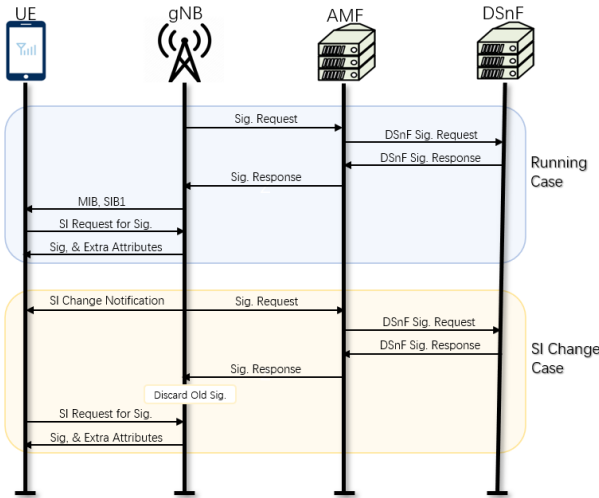 UE
gNB
AMF
DSnF
Sig. Request
DSnF Sig. Request
DSnF Sig. Response
Sig. Response
Running
Case
MIB, SIB1
SI Request for Sig.
Sig, & Extra Attributes
SI Change Notification
Sig. Request
DSnF Sig. Request
DSnF Sig. Response
SI Change
Case
Sig. Response
Discard Old Sig.
SI Request for Sig.
Sig, & Extra Attributes